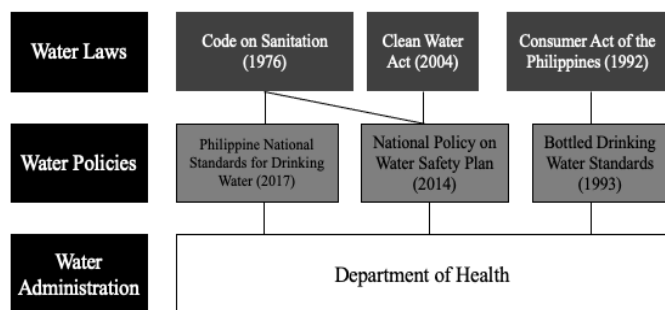 Water Laws
Code on Sanitation
(1976)
Clean Water
Act (2004)
Consumer Act of the
Philippines (1992)
Water Policies
Philippine National
Standards for Drinking
Water (2017)
National Policy on
Water Safety Plan
(2014)
Bottled Drinking
Water Standards
(1993)
Water
Administration
Department of Health